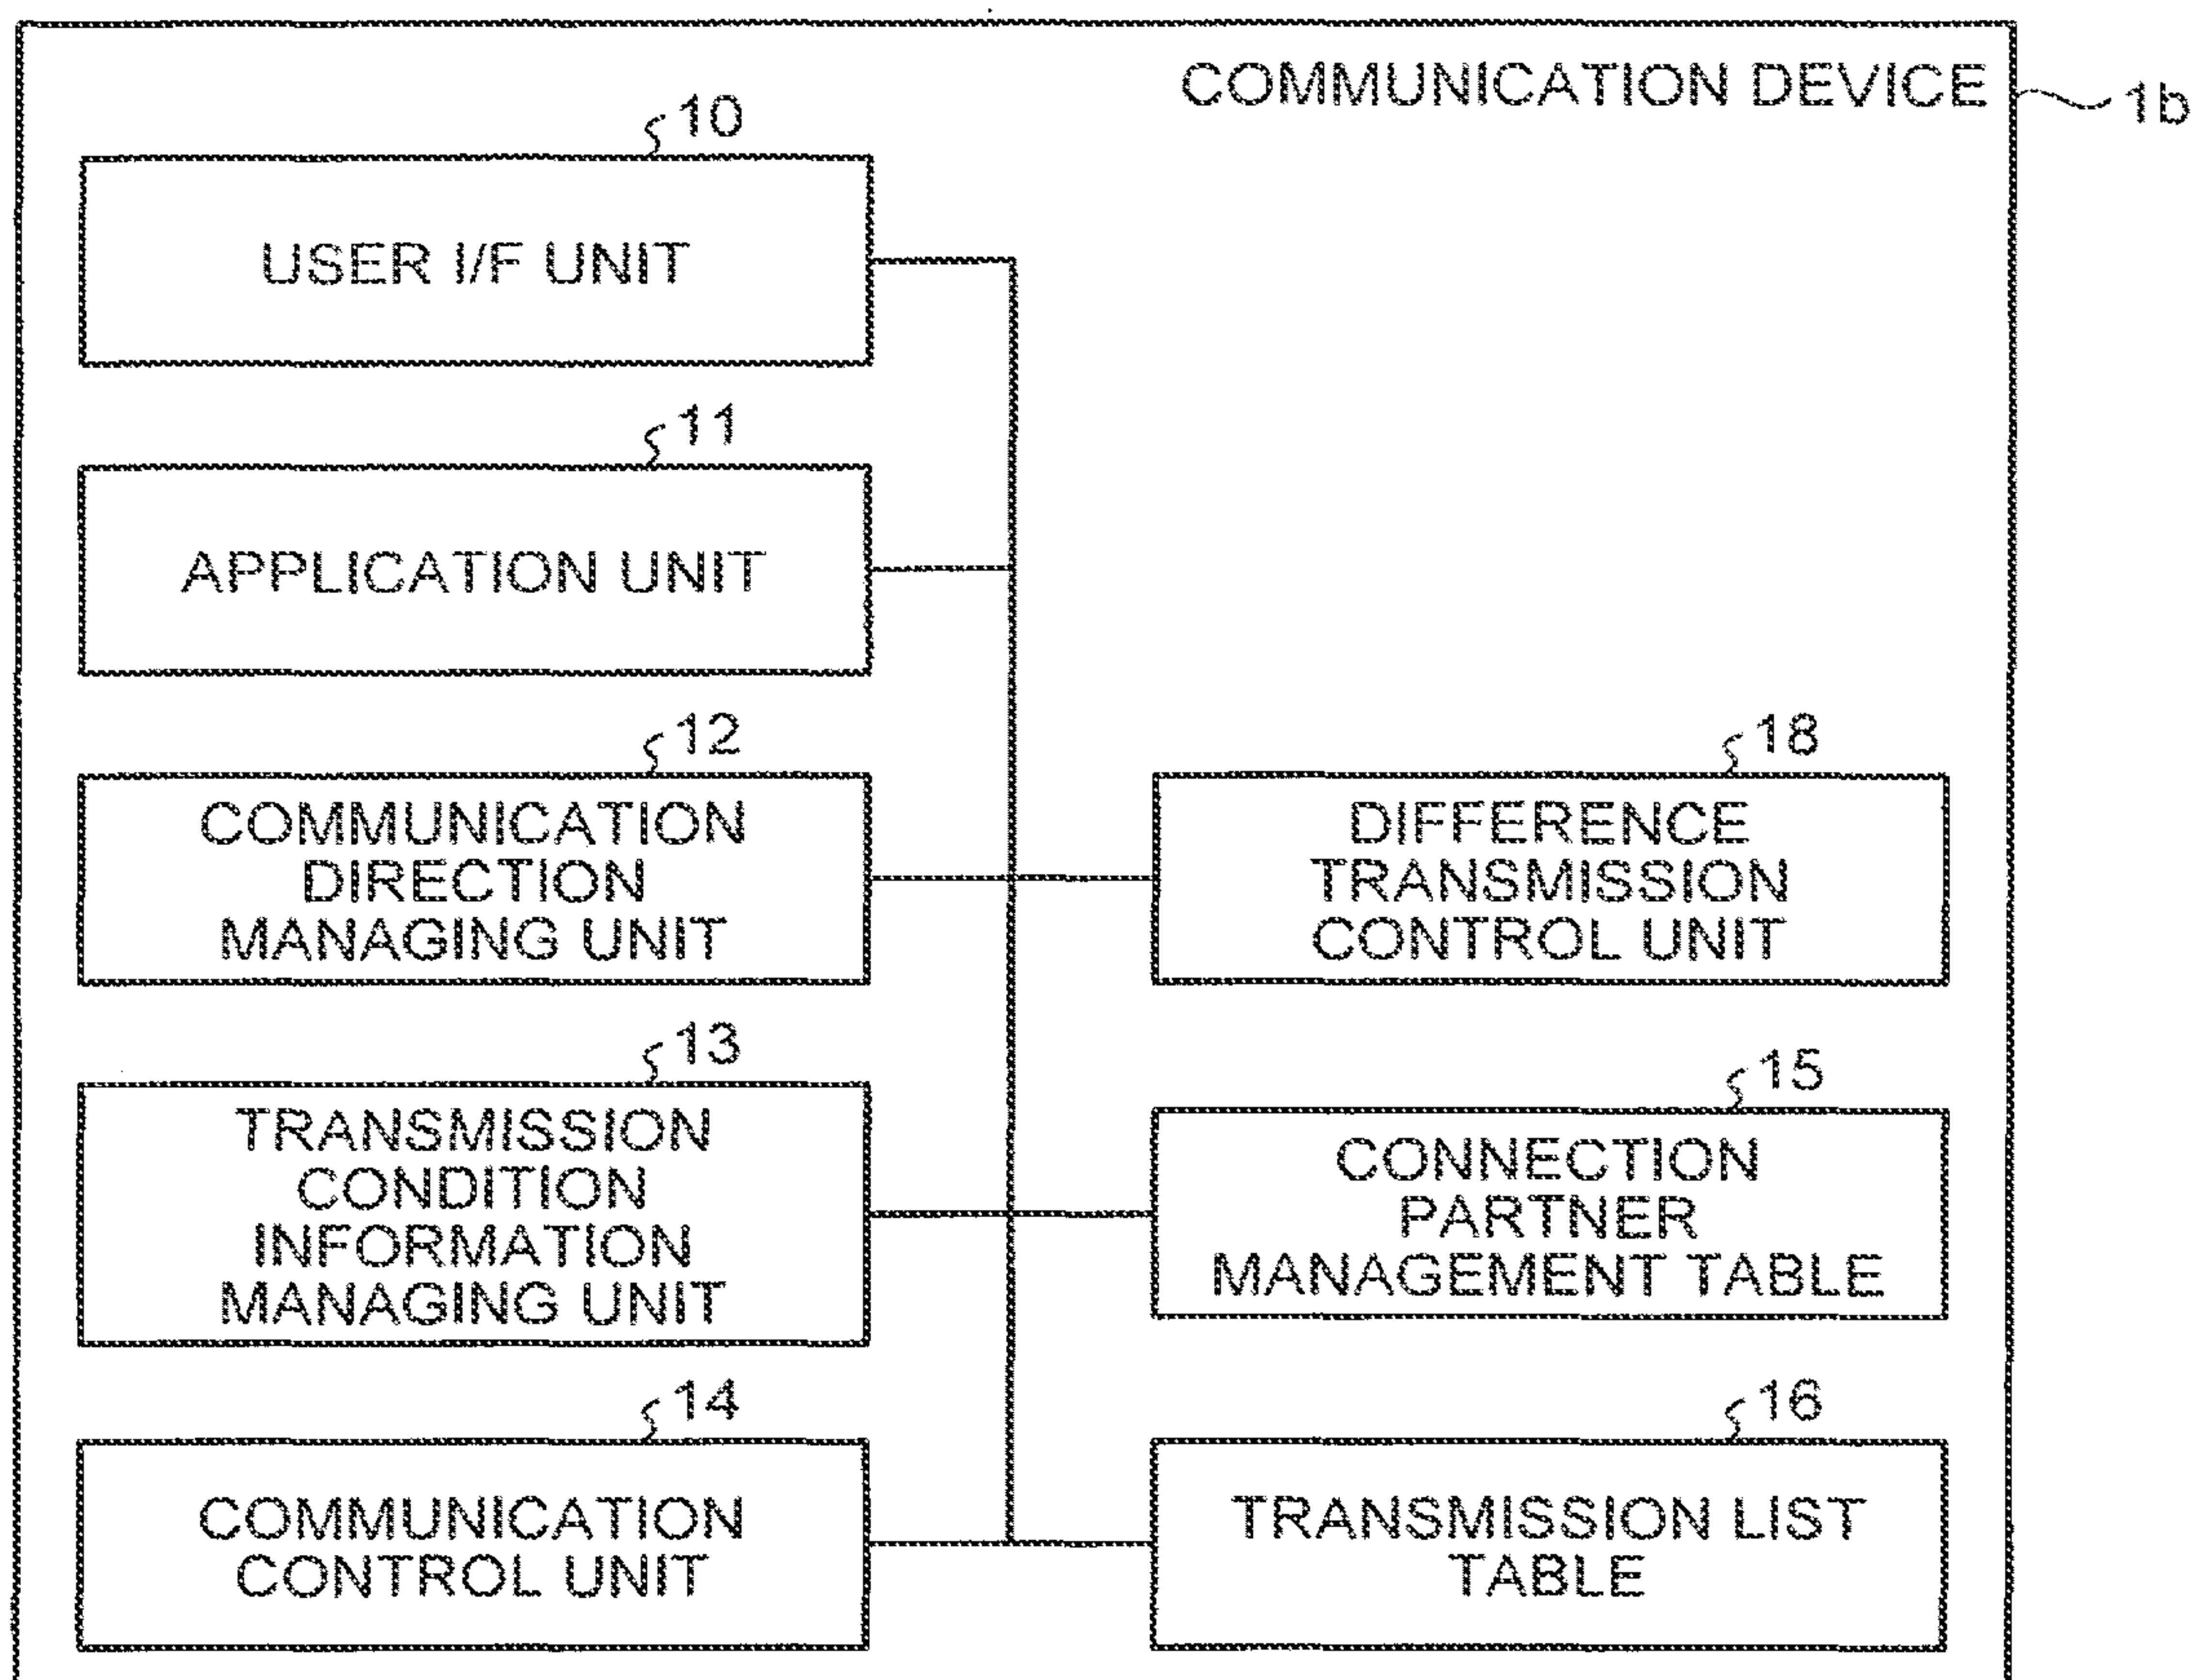 COMMUNICATION DEVICE
1b
10
USER I/F UNIT
11
APPLICATION UNIT
12
COMMUNICATION
DIRECTION
MANAGING UNIT
18
DIFFERENCE
TRANSMISSION
CONTROL UNIT
13
TRANSMISSION
CONDITION
INFORMATION
MANAGING UNIT
15
CONNECTION
PARTNER
MANAGEMENT TABLE
14
COMMUNICATION
CONTROL UNIT
16
TRANSMISSION LIST
TABLE